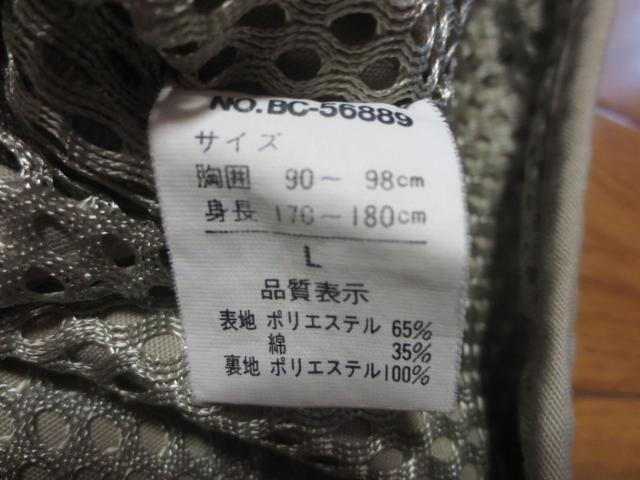 NO.BC-56889
サイズ
胸囲 90～ 98cm
身長 170～180cm
L
品質表示
表地 ポリエステル 65%
綿 35%
裏地 ポリエステル100%